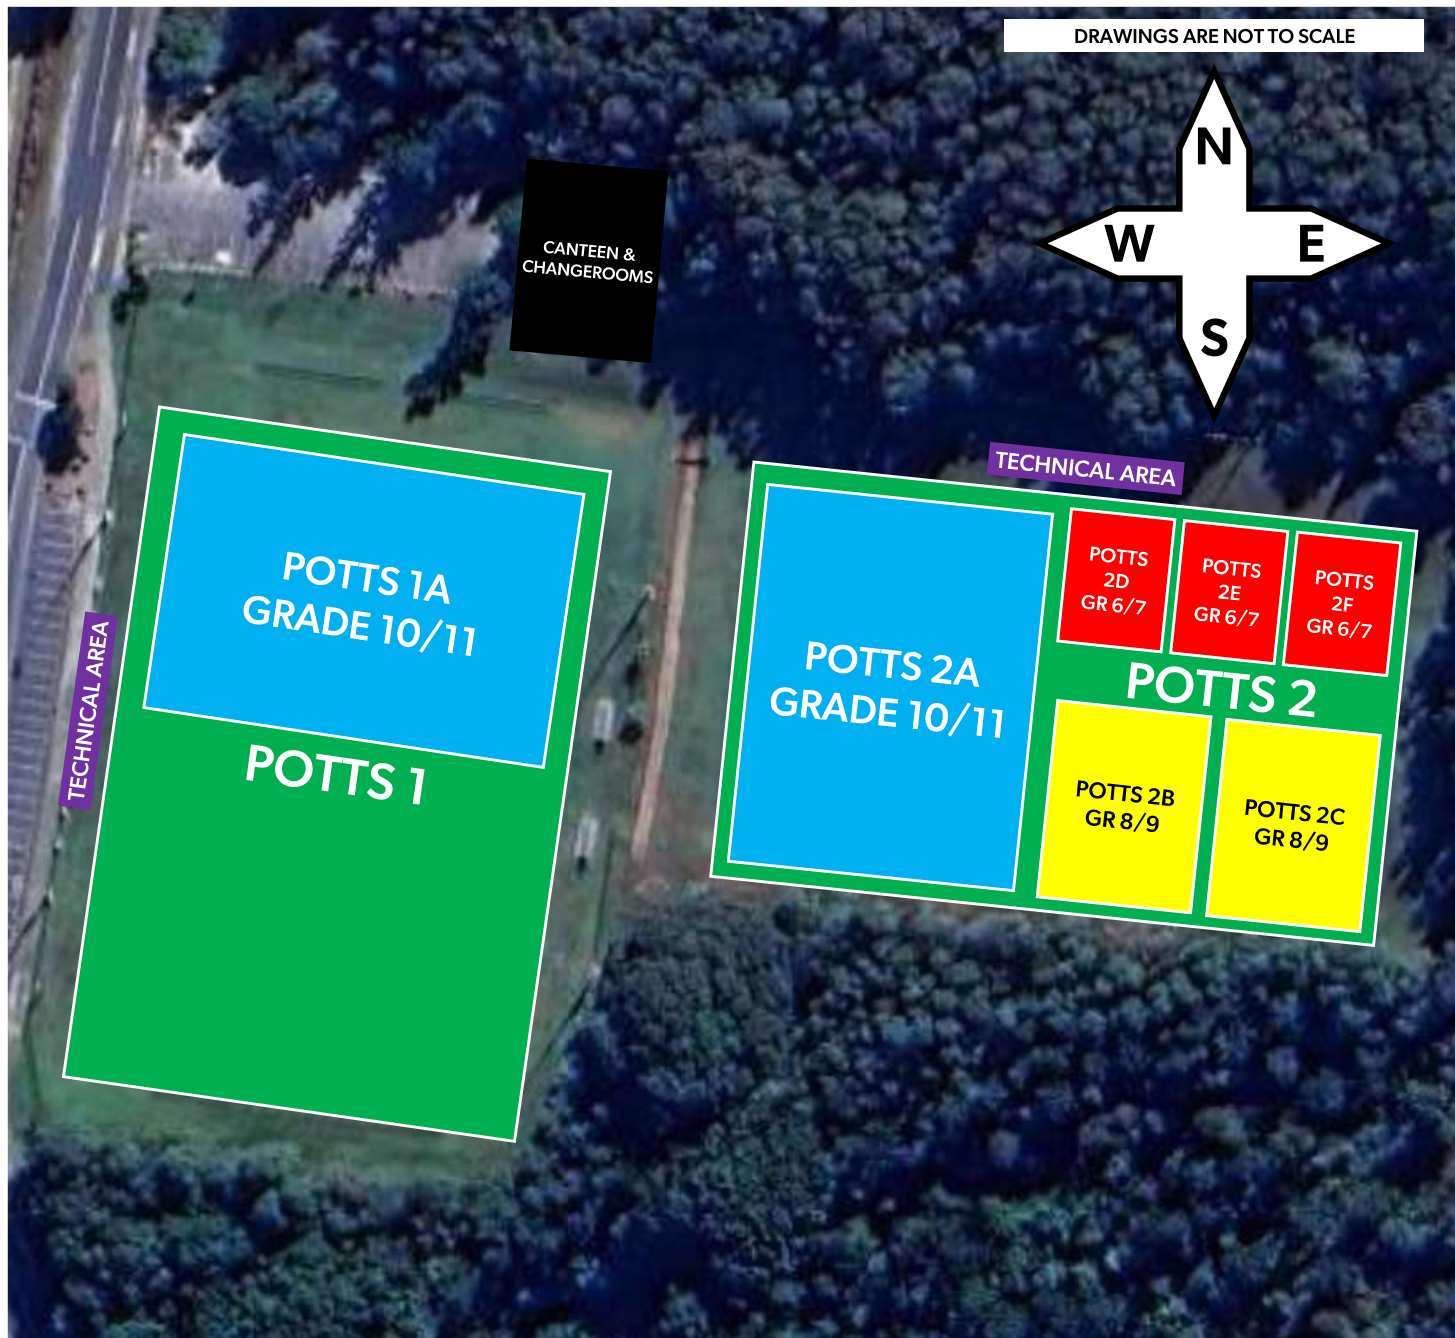 DRAWINGS ARE NOT TO SCALE
N
W
E
S
CANTEEN &
CHANGEROOMS
TECHNICAL AREA
POTTS 1A
GRADE 10/11
POTTS 1
TECHNICAL AREA
POTTS 2A
GRADE 10/11
POTTS
2D
GR 6/7
POTTS
2E
GR 6/7
POTTS
2F
GR 6/7
POTTS 2
POTTS 2B
GR 8/9
POTTS 2C
GR 8/9